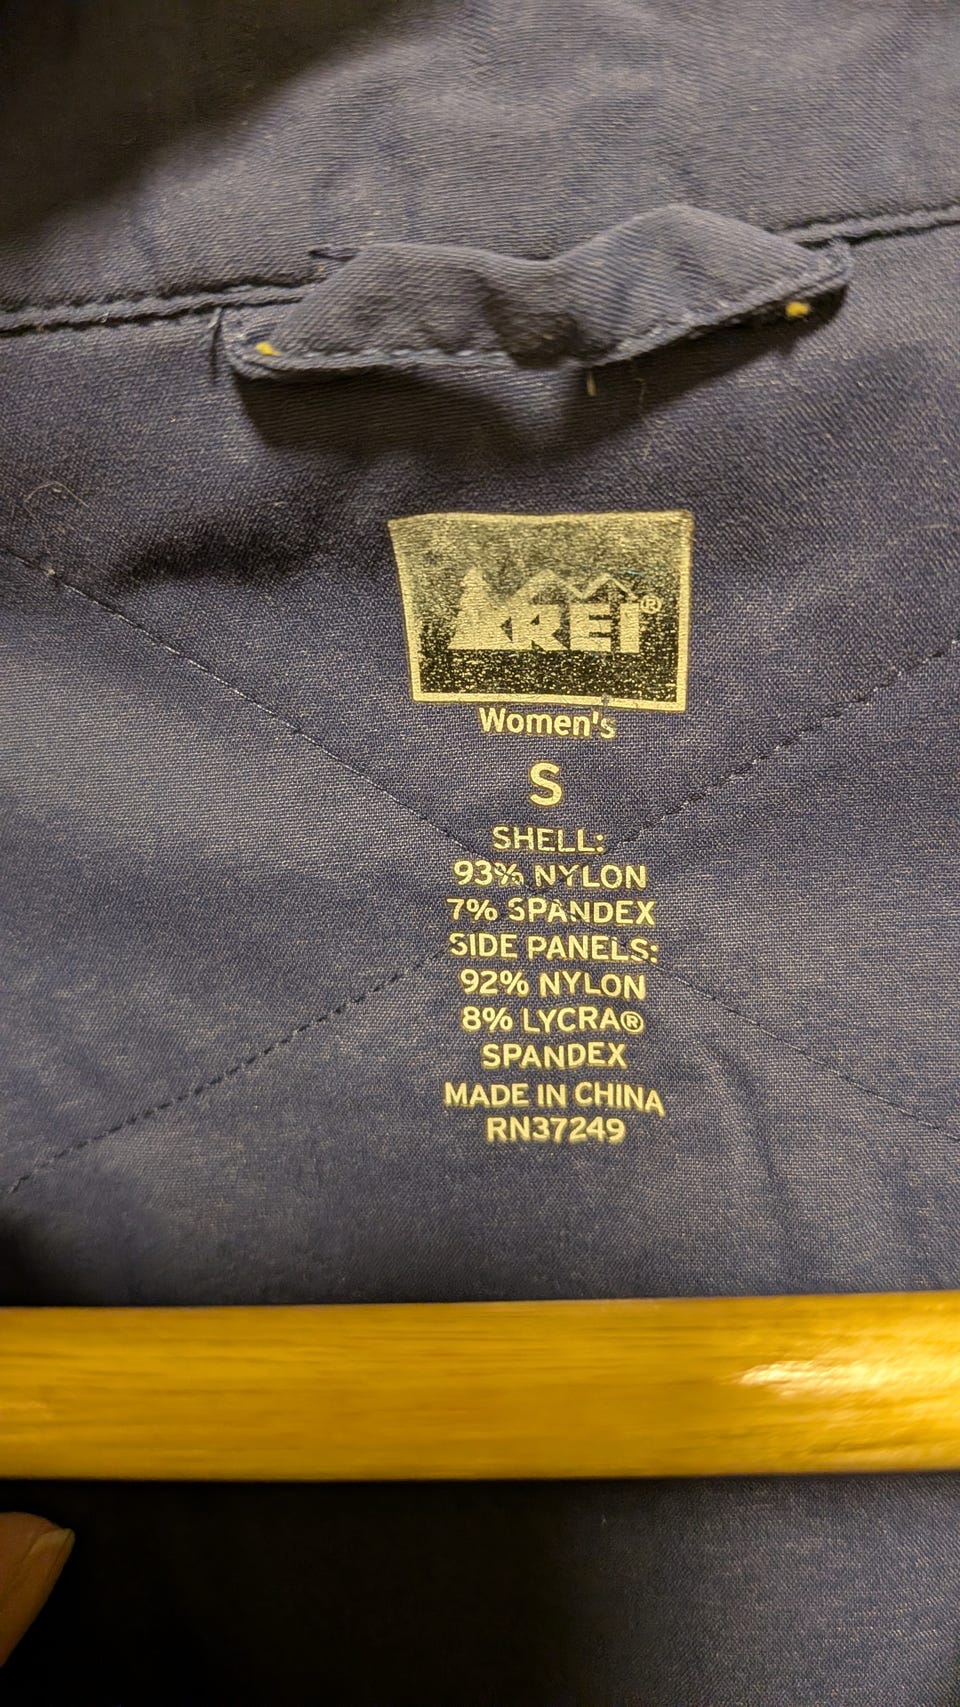 REI®
Women's
S
SHELL:
93% NYLON
7% SPANDEX
SIDE PANELS:
92% NYLON
8% LYCRA®
SPANDEX
MADE IN CHINA
RN37249